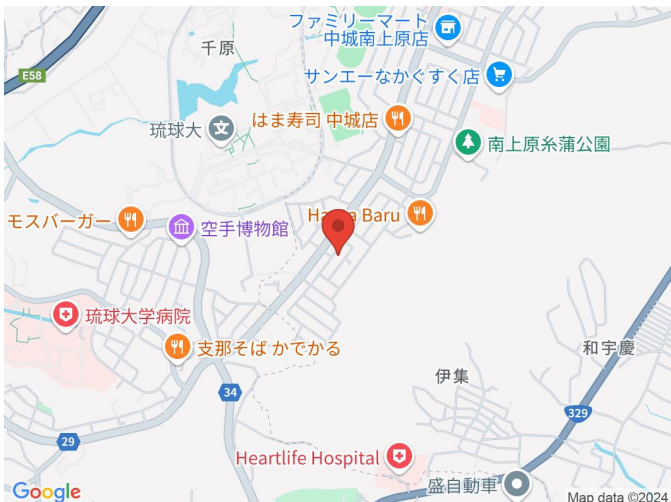 ファミリーマート
中城南上原店
千原
E58
サンエーなかぐすく店
はま寿司 中城店
琉球大
南上原糸蒲公園
モスバーガー
空手博物館
Baru
琉球大学病院
支那そば かでかる
和宇慶
伊集
34
329
29
Heartlife Hospital
盛自動車
Google
Map data ©2024